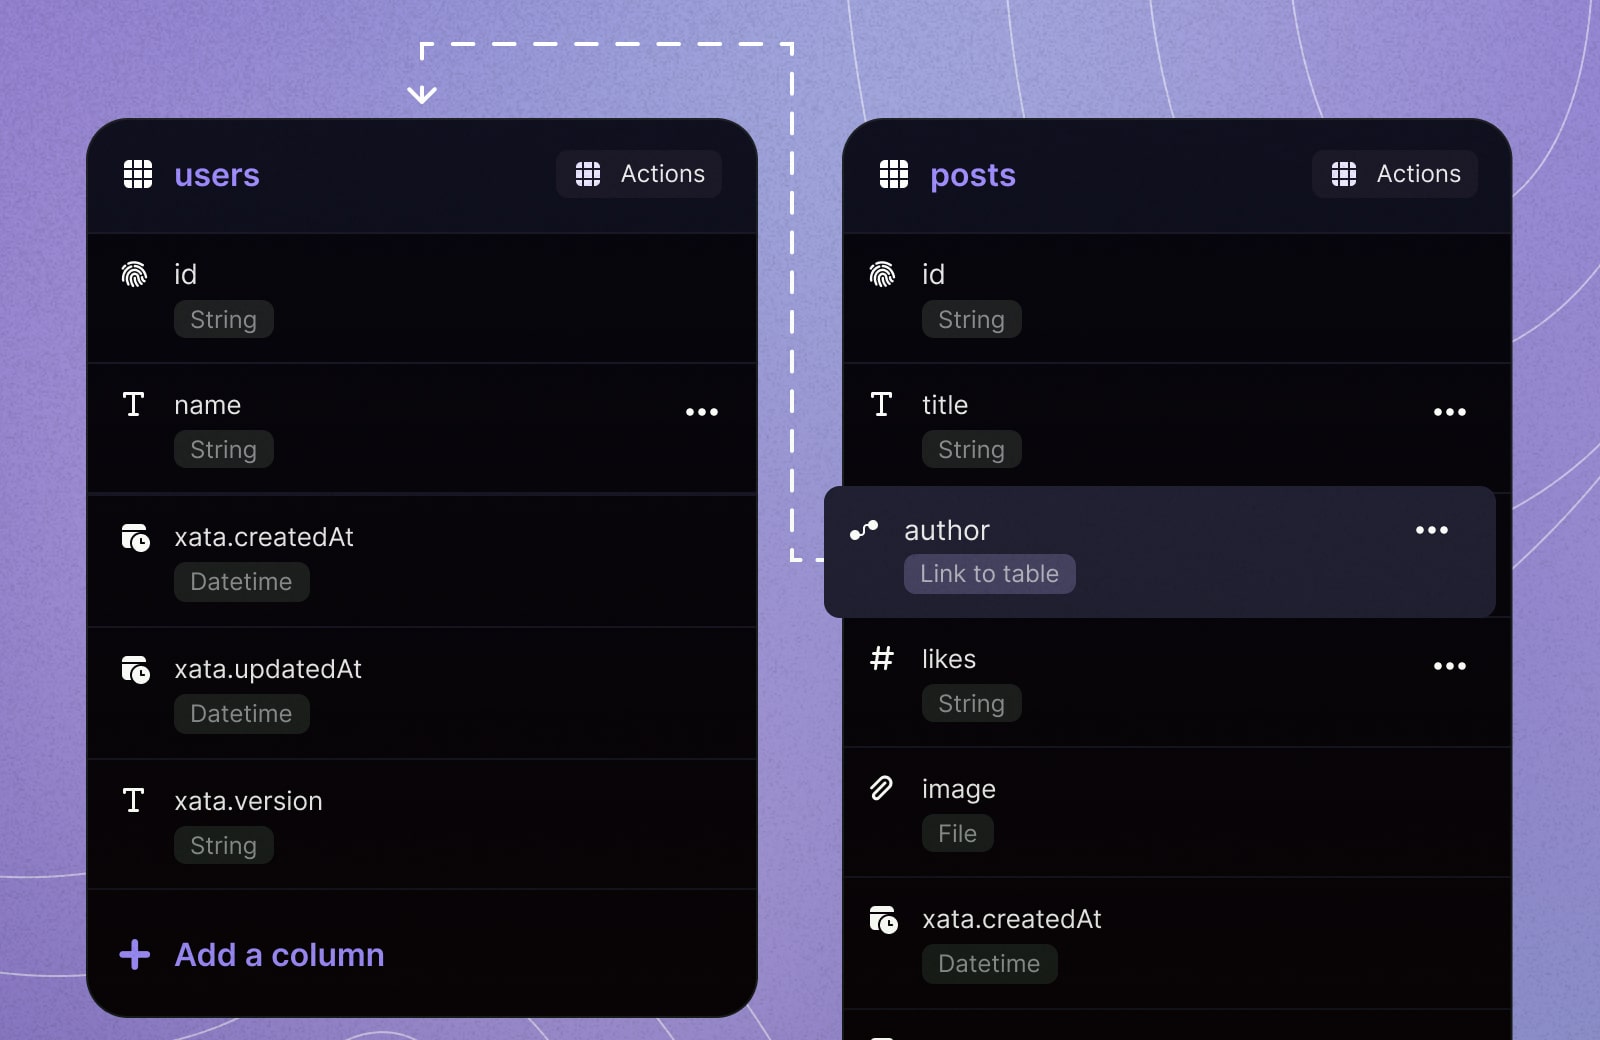 users
Actions
id
String
name
String
xata.createdAt
Datetime
xata.updatedAt
Datetime
xata.version
String
Add a column
posts
Actions
id
String
title
String
author
Link to table
likes
String
image
File
xata.createdAt
Datetime